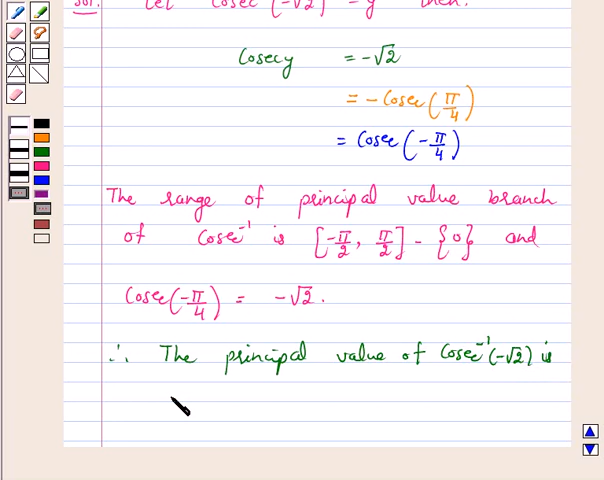 Sol. Let Cosec⁻¹(-√2) = y then.
Cosec y = -√2
= - Cosec (π/4)
= Cosec (-π/4)
The range of principal value branch
of Cosec⁻¹ is [-π/2, π/2] - {0} and
Cosec (-π/4) = -√2.
∴ The principal value of Cosec⁻¹(-√2) is